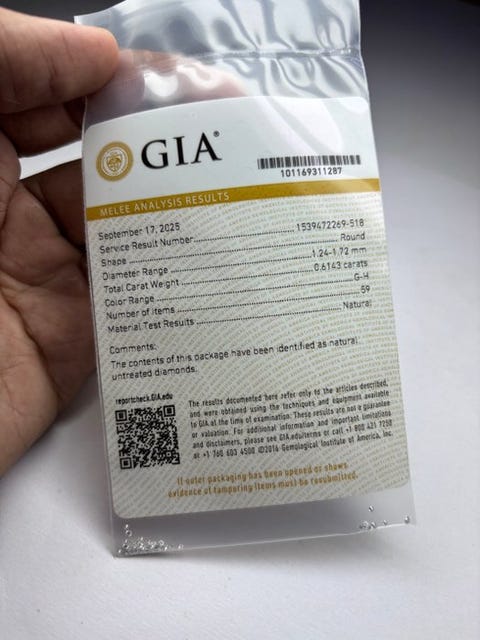 GIA®
101169311287
MELEE ANALYSIS RESULTS
September 17, 2025
Service Result Number 1539472269-518
Shape Round
Diameter Range 1.24-1.72 mm
Total Carat Weight 0.6143 carats
Color Range G-H
Number of Items 59
Material Test Results Natural
Comments:
The contents of this package have been identified as natural
untreated diamonds.
reportcheck.GIA.edu
The results documented here refer only to the articles described,
and were obtained using the techniques and equipment available
to GIA at the time of examination. These results are not a guarantee
or valuation. For additional information and important limitations
and disclaimers, please see GIA.edu/terms or call +1 800 421 7250
or +1 760 603 4500 ©2016 Gemological Institute of America, Inc.
If outer packaging has been opened or shows
evidence of tampering items must be resubmitted.